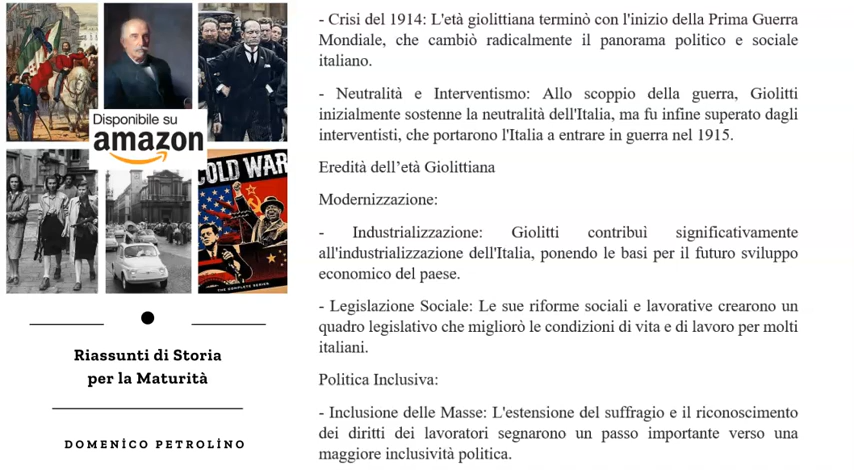 Disponibile su
amazon
COLD WAR
THE COMPLETE SERIES
Riassunti di Storia
per la Maturità
DOMENICO PETROLINO
- Crisi del 1914: L'età giolittiana terminò con l'inizio della Prima Guerra
Mondiale, che cambiò radicalmente il panorama politico e sociale
italiano.
- Neutralità e Interventismo: Allo scoppio della guerra, Giolitti
inizialmente sostenne la neutralità dell'Italia, ma fu infine superato dagli
interventisti, che portarono l'Italia a entrare in guerra nel 1915.
Eredità dell’età Giolittiana
Modernizzazione:
- Industrializzazione: Giolitti contribuì significativamente
all'industrializzazione dell'Italia, ponendo le basi per il futuro sviluppo
economico del paese.
- Legislazione Sociale: Le sue riforme sociali e lavorative crearono un
quadro legislativo che migliorò le condizioni di vita e di lavoro per molti
italiani.
Politica Inclusiva:
- Inclusione delle Masse: L'estensione del suffragio e il riconoscimento
dei diritti dei lavoratori segnarono un passo importante verso una
maggiore inclusività politica.